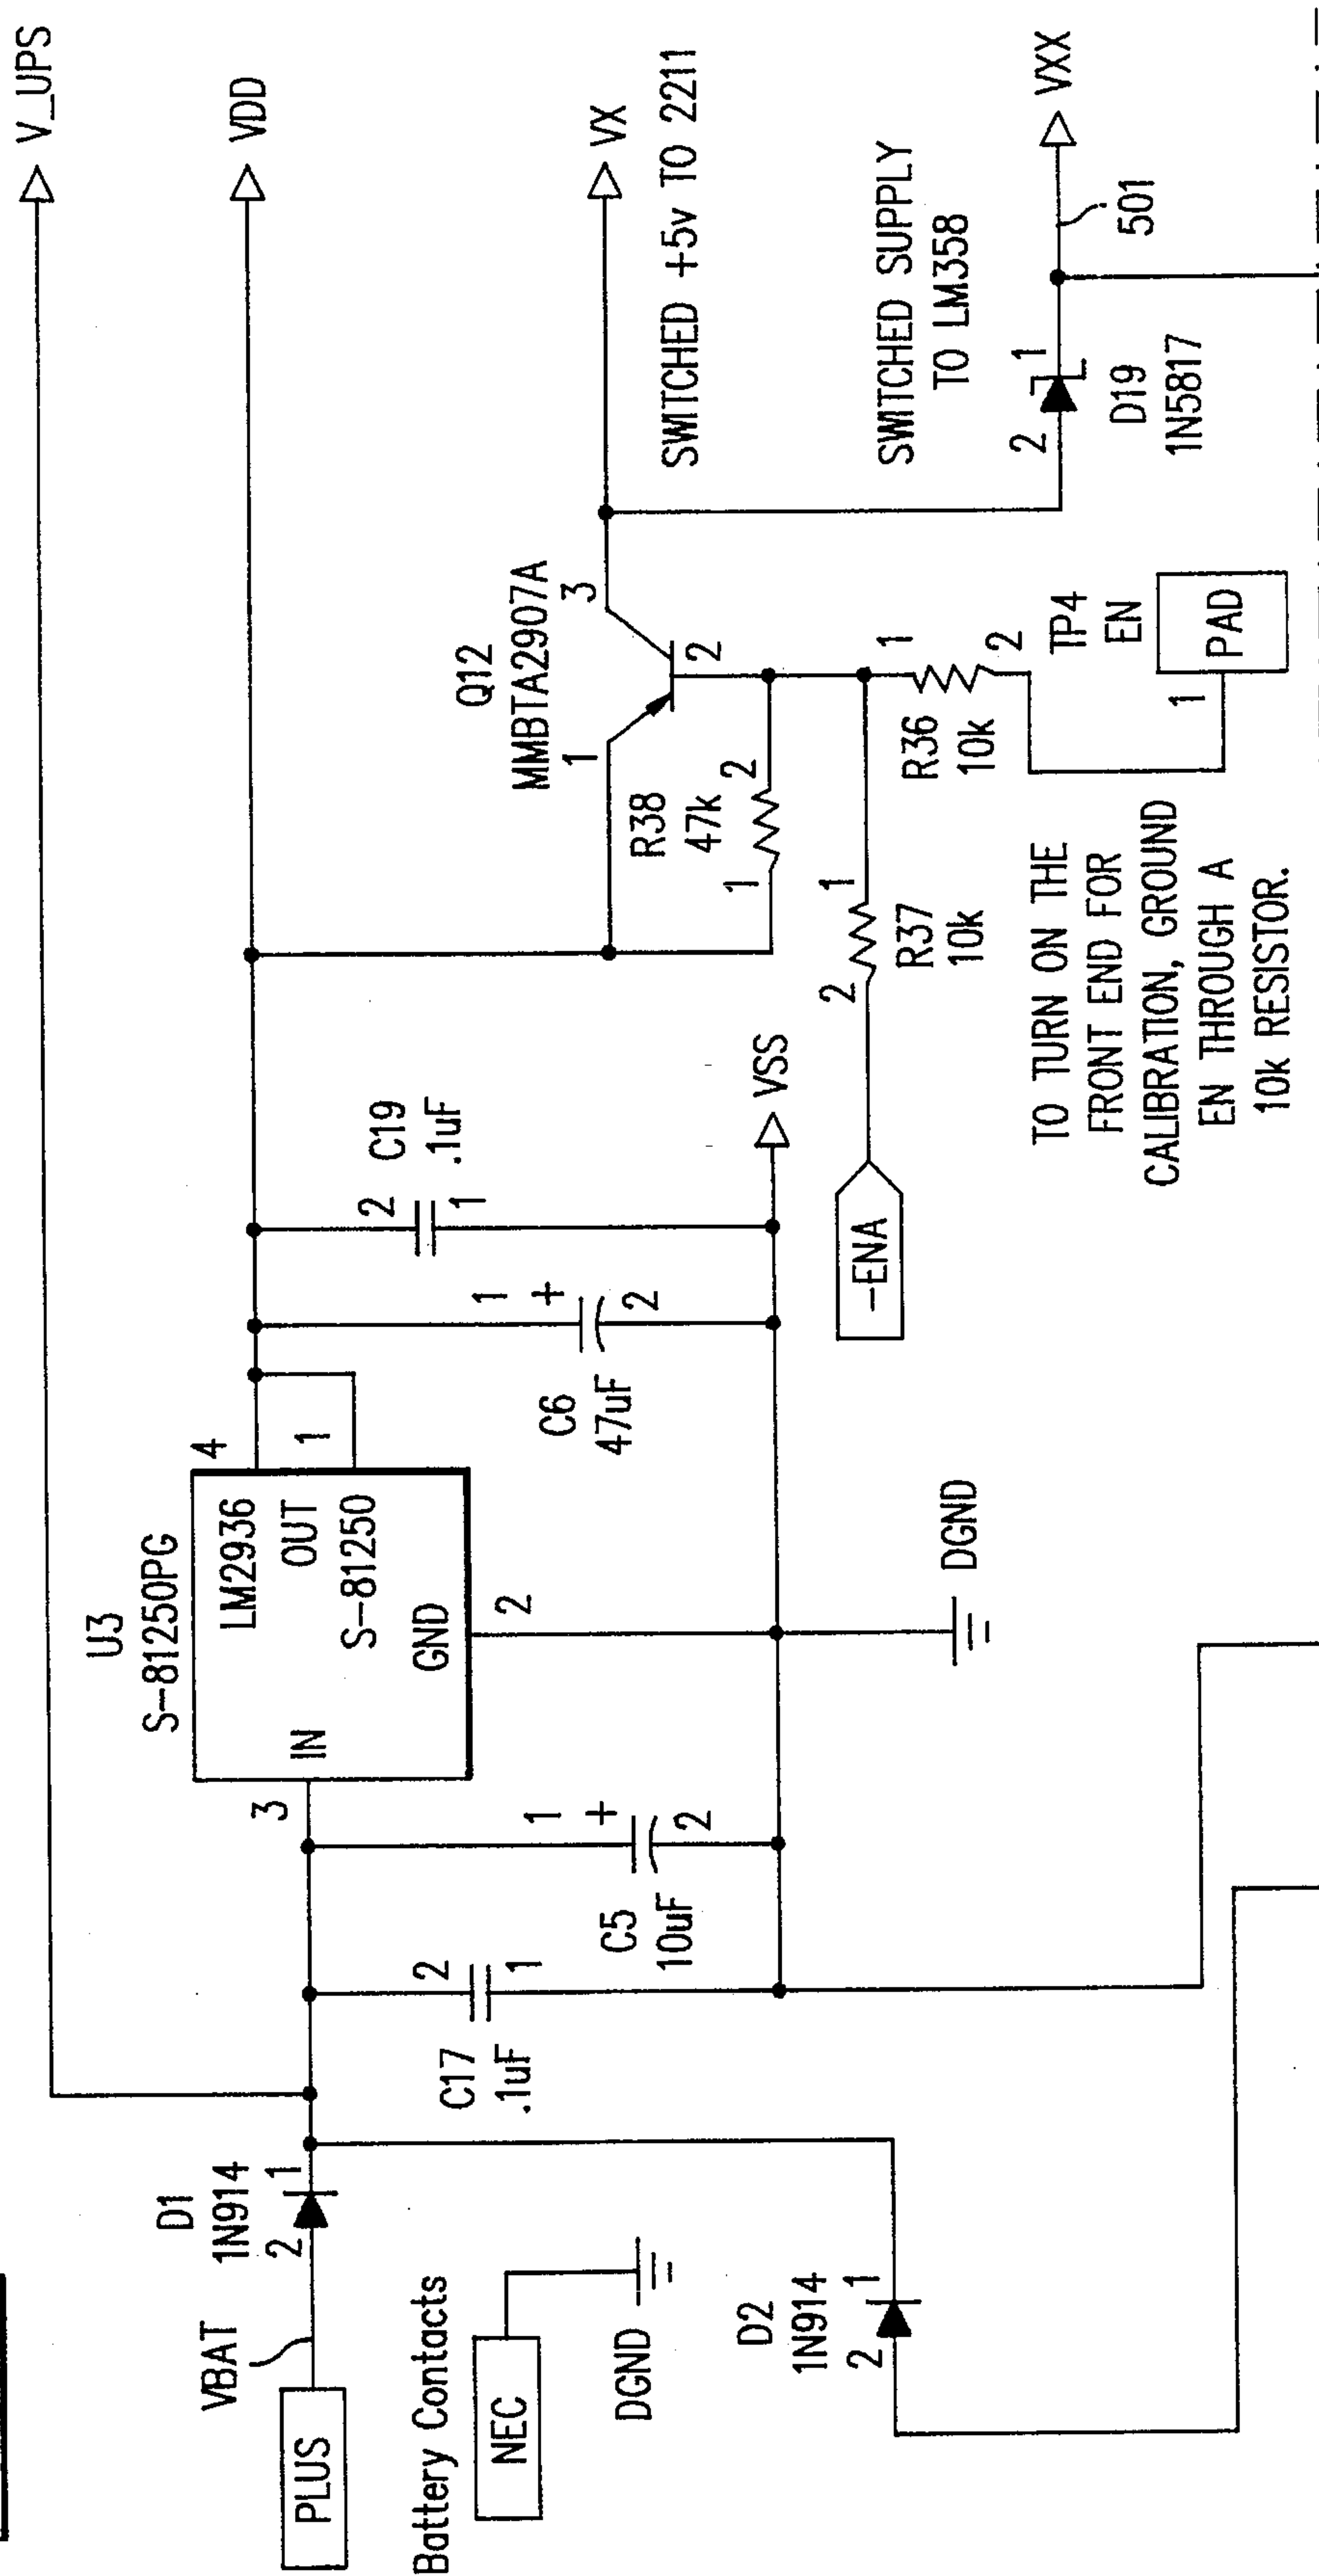 V_UPS
VDD
U3
S-81250PG
3
IN
LM2936
OUT
S-81250
GND
4
1
2
D1
1N914
2
1
VBAT
PLUS
Battery Contacts
NEC
DGND
C17
.1uF
2
1
C5
10uF
1
+
2
C6
47uF
1
+
2
C19
.1uF
2
1
VSS
DGND
D2
1N914
2
1
Q12
MMBTA2907A
1
3
2
R38
47k
1
2
R37
10k
2
1
-ENA
R36
10k
1
2
TP4
EN
PAD
1
TO TURN ON THE
FRONT END FOR
CALIBRATION, GROUND
EN THROUGH A
10k RESISTOR.
VX
SWITCHED +5v TO 2211
SWITCHED SUPPLY
TO LM358
2
1
D19
1N5817
VXX
501